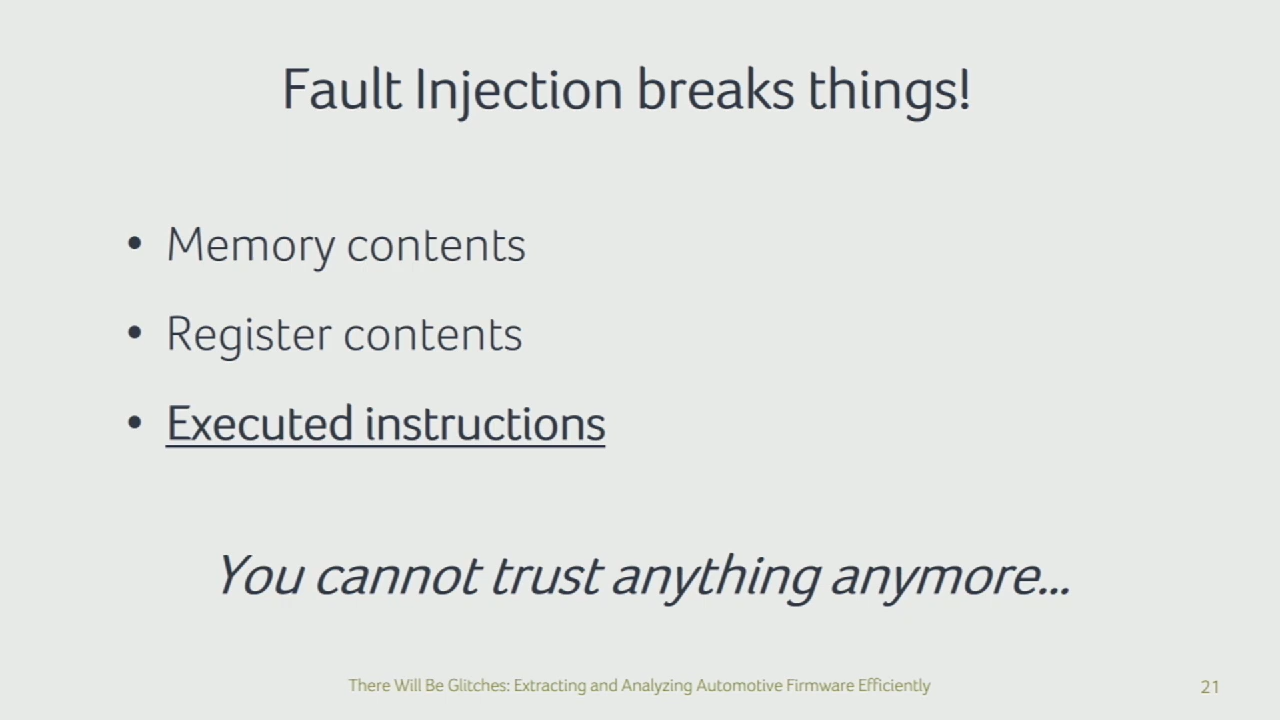 Fault Injection breaks things!
• Memory contents
• Register contents
• Executed instructions
You cannot trust anything anymore...
There Will Be Glitches: Extracting and Analyzing Automotive Firmware Efficiently
21